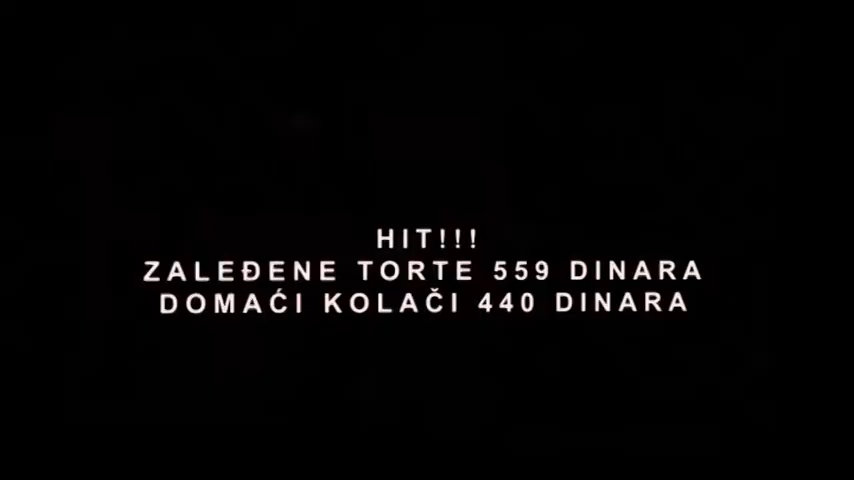 HIT!!!
ZALEĐENE TORTE 559 DINARA
DOMAĆI KOLAČI 440 DINARA